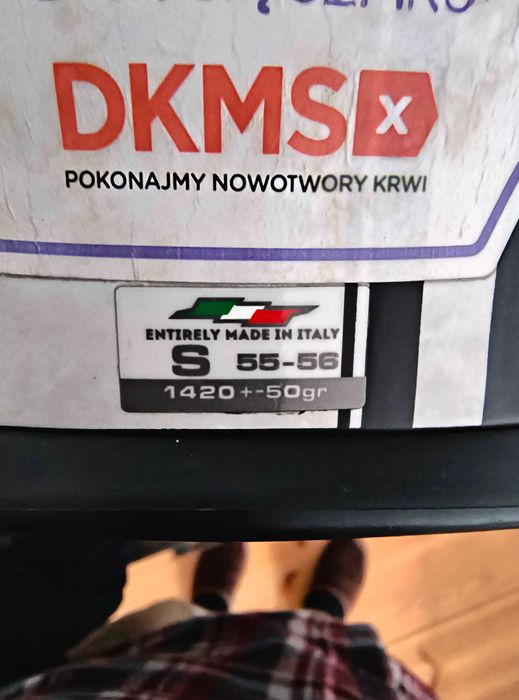 DKMS X
POKONAJMY NOWOTWORY KRWI
ENTIRELY MADE IN ITALY
S 55-56
1420+-50gr